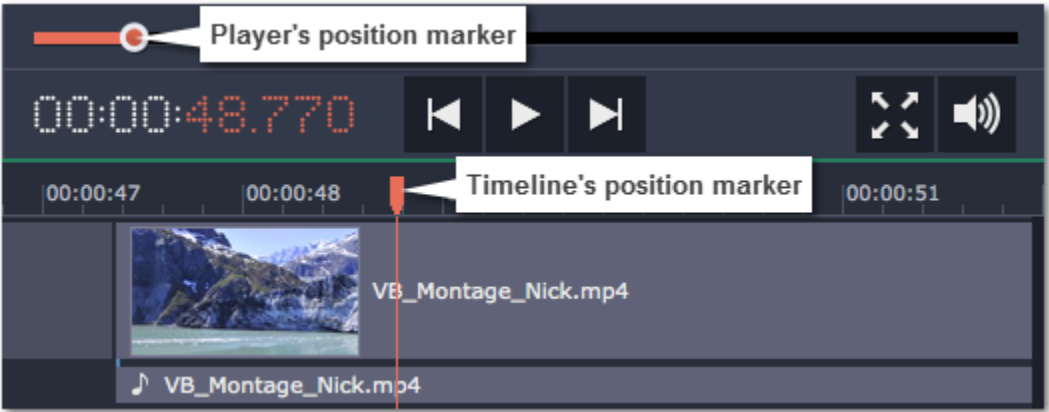 Player's position marker
00:00:48.770
Timeline's position marker
00:00:47 00:00:48 00:00:51
VB_Montage_Nick.mp4
VB_Montage_Nick.mp4